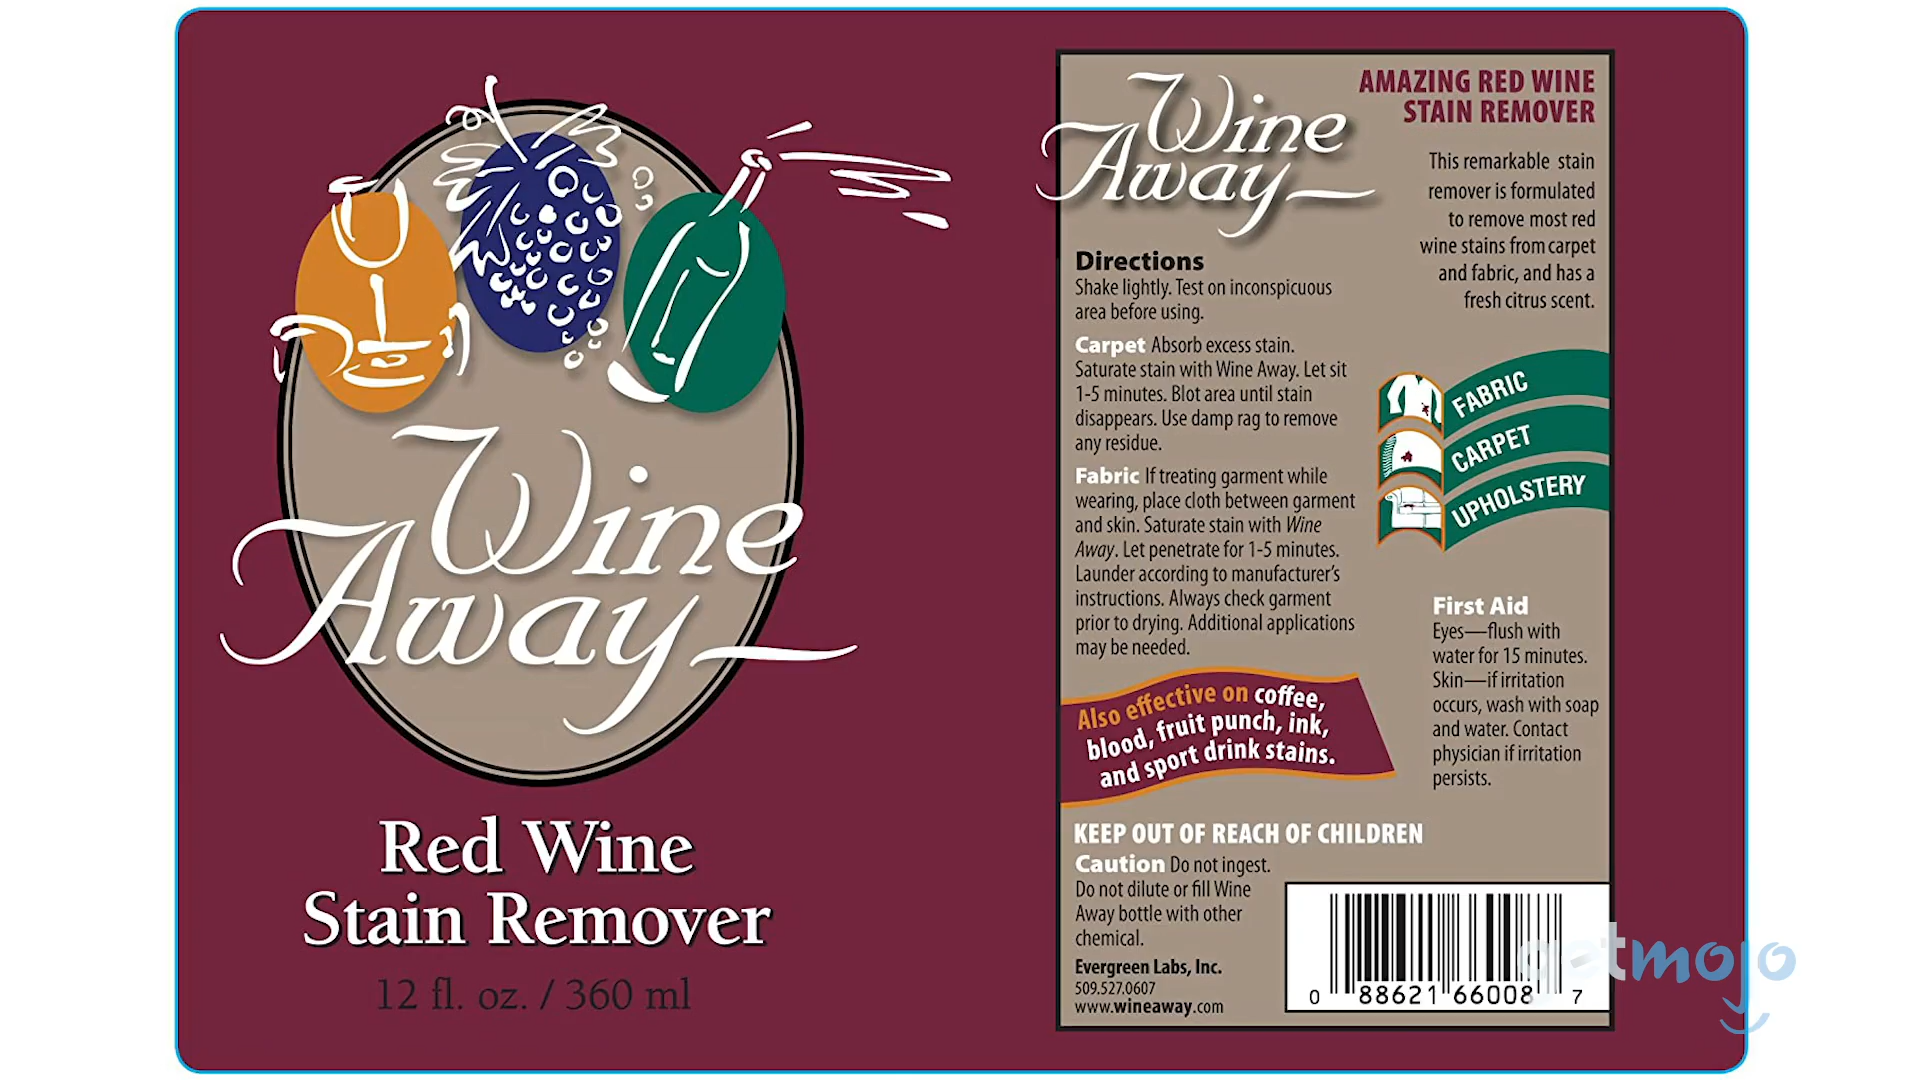 Wine
Away
Red Wine
Stain Remover
12 fl. oz. / 360 ml
Wine
Away
AMAZING RED WINE
STAIN REMOVER
This remarkable stain
remover is formulated
to remove most red
wine stains from carpet
and fabric, and has a
fresh citrus scent.
Directions
Shake lightly. Test on inconspicuous
area before using.
Carpet Absorb excess stain.
Saturate stain with Wine Away. Let sit
1-5 minutes. Blot area until stain
disappears. Use damp rag to remove
any residue.
Fabric If treating garment while
wearing, place cloth between garment
and skin. Saturate stain with Wine
Away. Let penetrate for 1-5 minutes.
Launder according to manufacturer's
instructions. Always check garment
prior to drying. Additional applications
may be needed.
FABRIC
CARPET
UPHOLSTERY
First Aid
Eyes—flush with
water for 15 minutes.
Skin—if irritation
occurs, wash with soap
and water. Contact
physician if irritation
persists.
Also effective on coffee,
blood, fruit punch, ink,
and sport drink stains.
KEEP OUT OF REACH OF CHILDREN
Caution Do not ingest.
Do not dilute or fill Wine
Away bottle with other
chemical.
Evergreen Labs, Inc.
509.527.0607
www.wineaway.com
0 88621 66008 7
getmojo